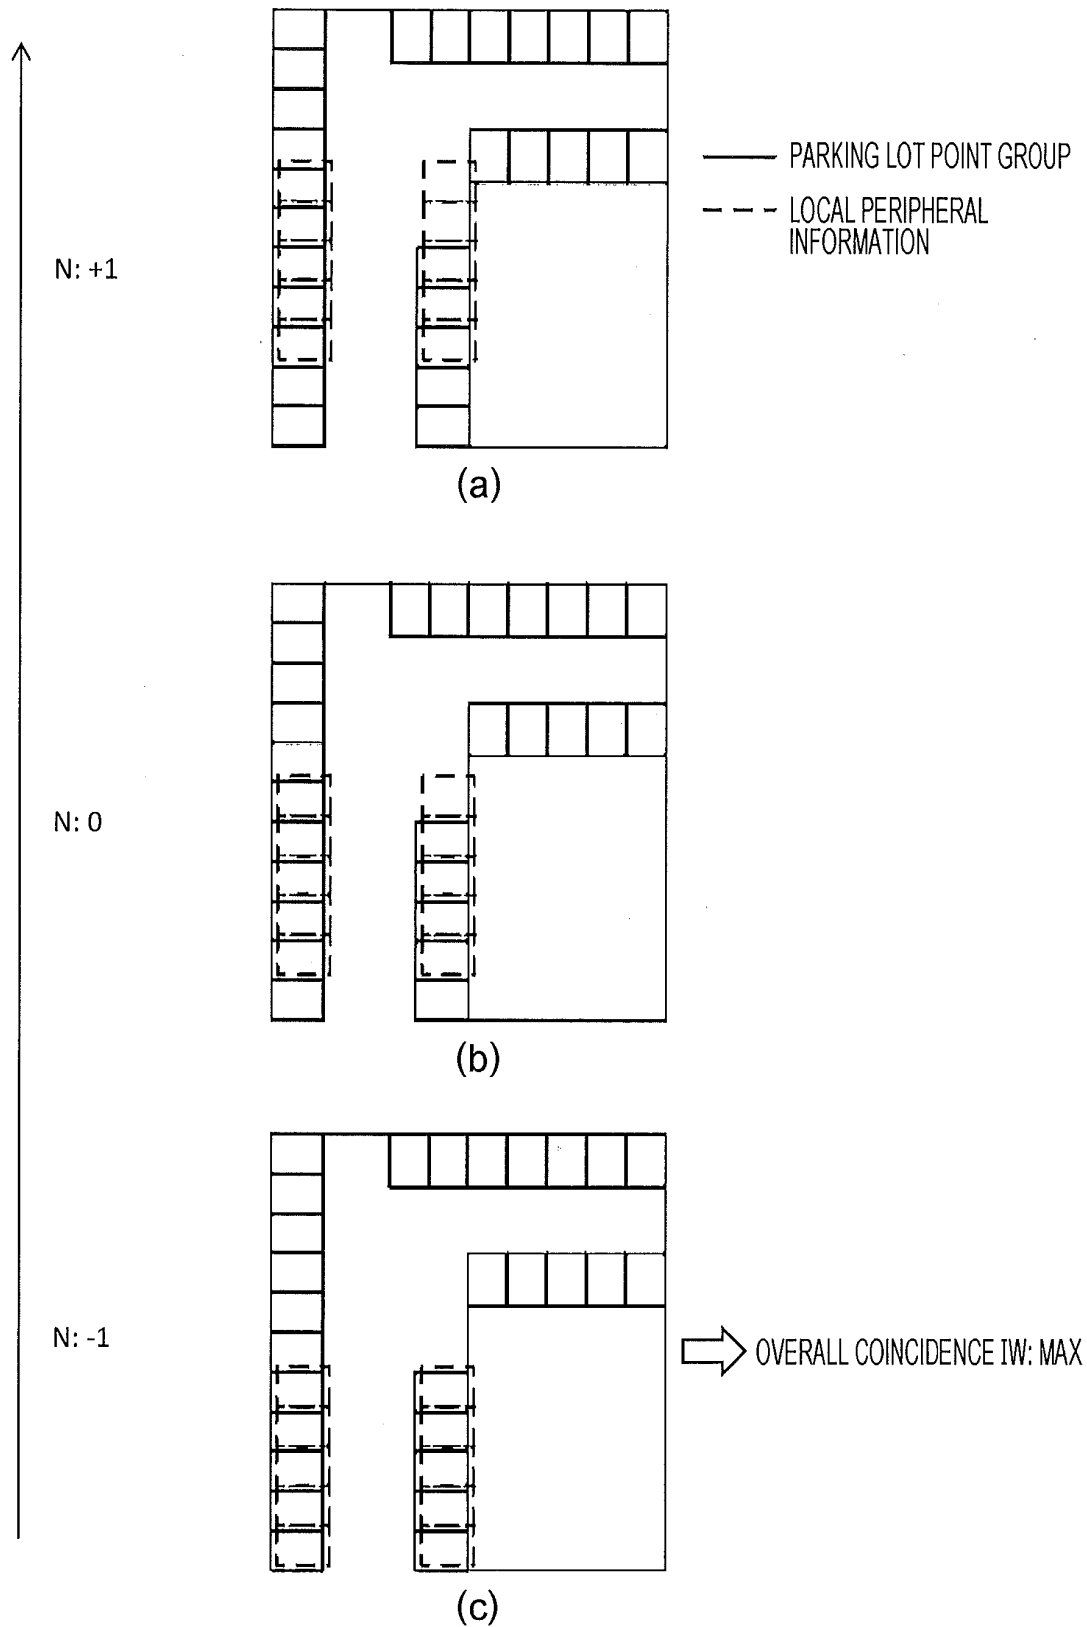 PARKING LOT POINT GROUP
LOCAL PERIPHERAL
INFORMATION
N: +1
(a)
N: 0
(b)
N: -1
OVERALL COINCIDENCE IW: MAX
(c)